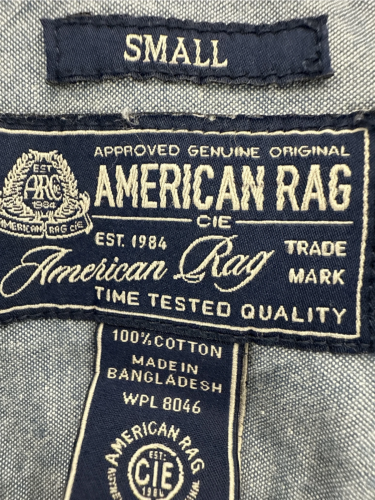 SMALL
APPROVED GENUINE ORIGINAL
EST
ARC
1984
AMERICAN RAG CIE
AMERICAN RAG
CIE
EST. 1984
TRADE
MARK
American Rag
TIME TESTED QUALITY
100% COTTON
MADE IN
BANGLADESH
WPL 8046
AMERICAN RAG
EST:
CIE
1984